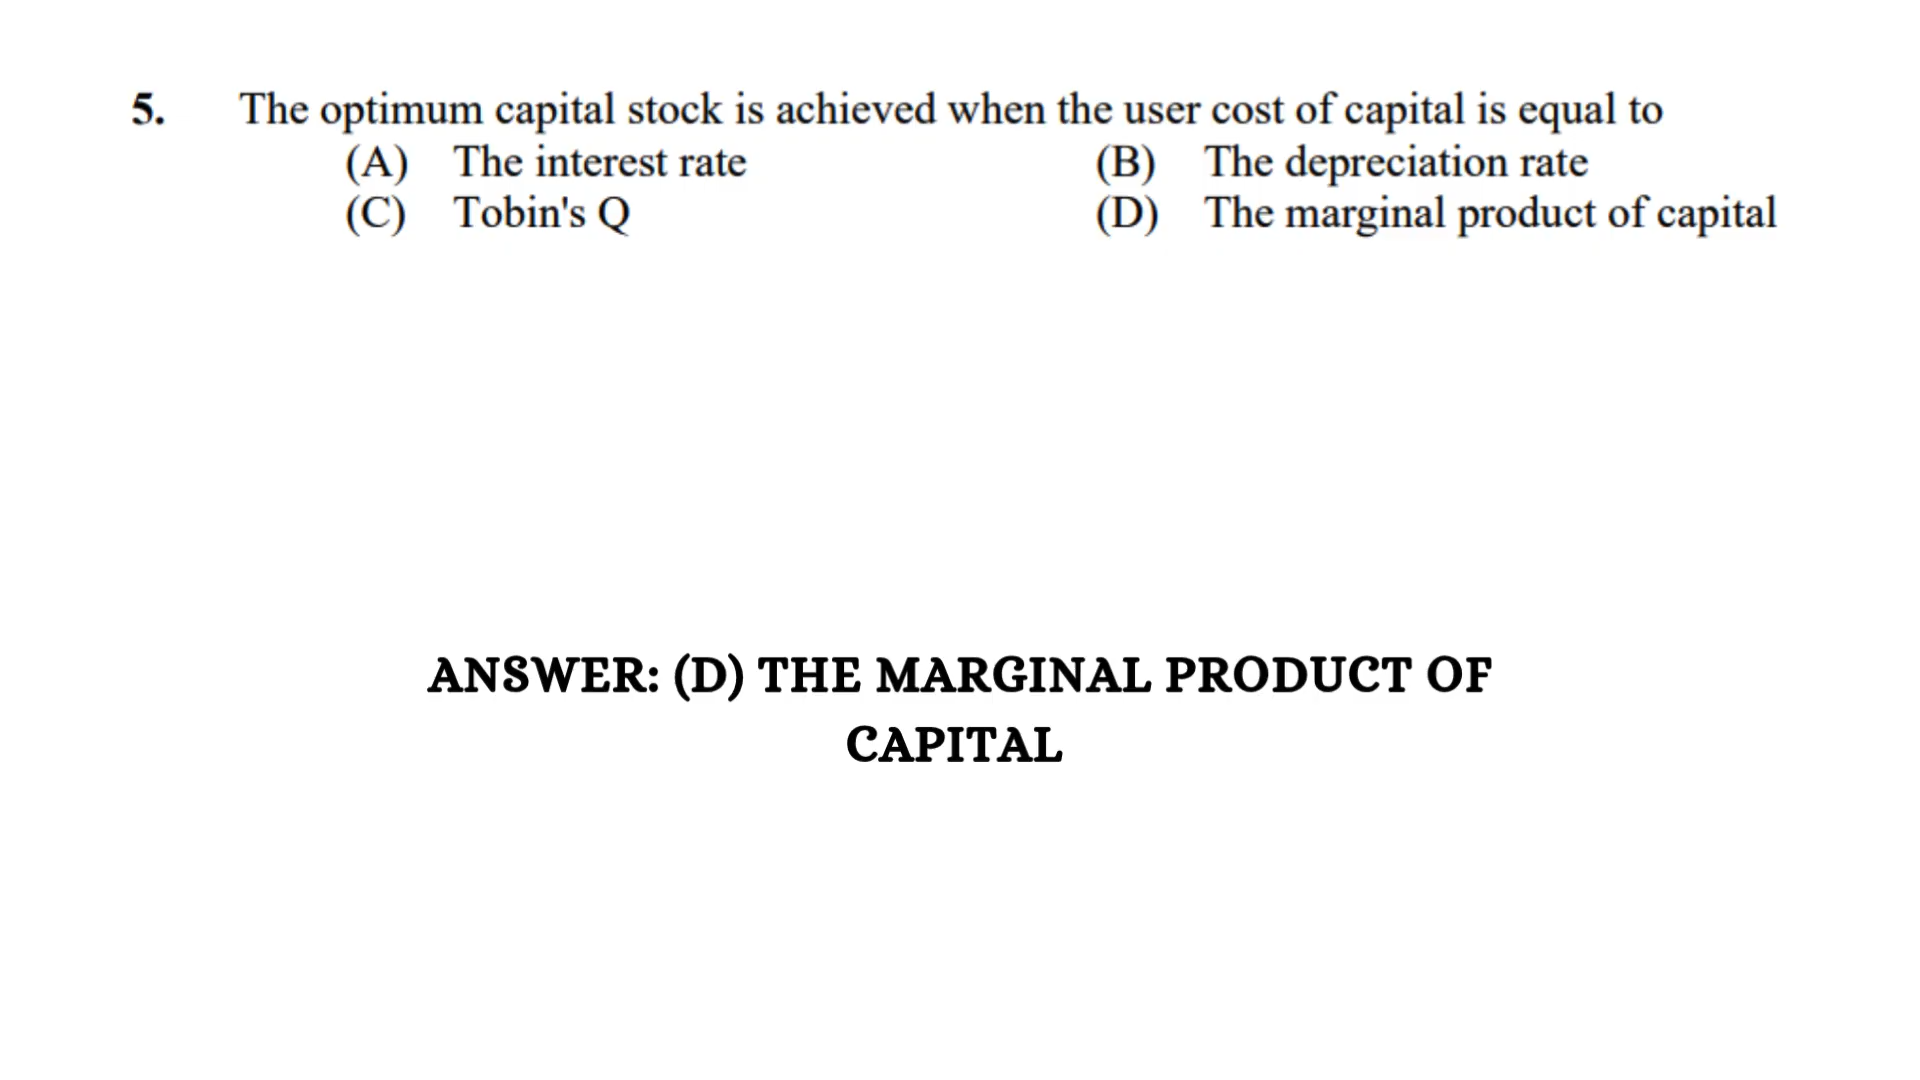 5. The optimum capital stock is achieved when the user cost of capital is equal to
(A) The interest rate (B) The depreciation rate
(C) Tobin's Q (D) The marginal product of capital
ANSWER: (D) THE MARGINAL PRODUCT OF
CAPITAL